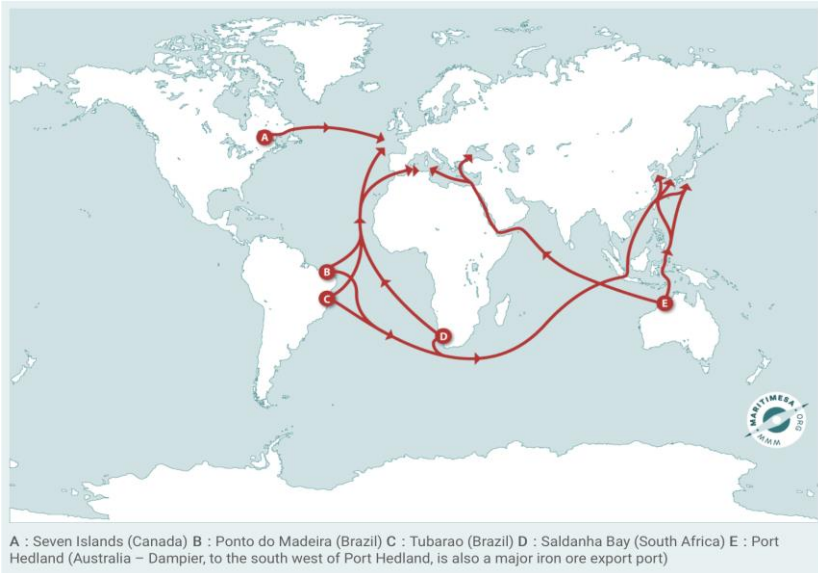 A
B
C
D
E
MARITIMESA
.ORG
WWW.
A : Seven Islands (Canada) B : Ponto do Madeira (Brazil) C : Tubarao (Brazil) D : Saldanha Bay (South Africa) E : Port
Hedland (Australia – Dampier, to the south west of Port Hedland, is also a major iron ore export port)